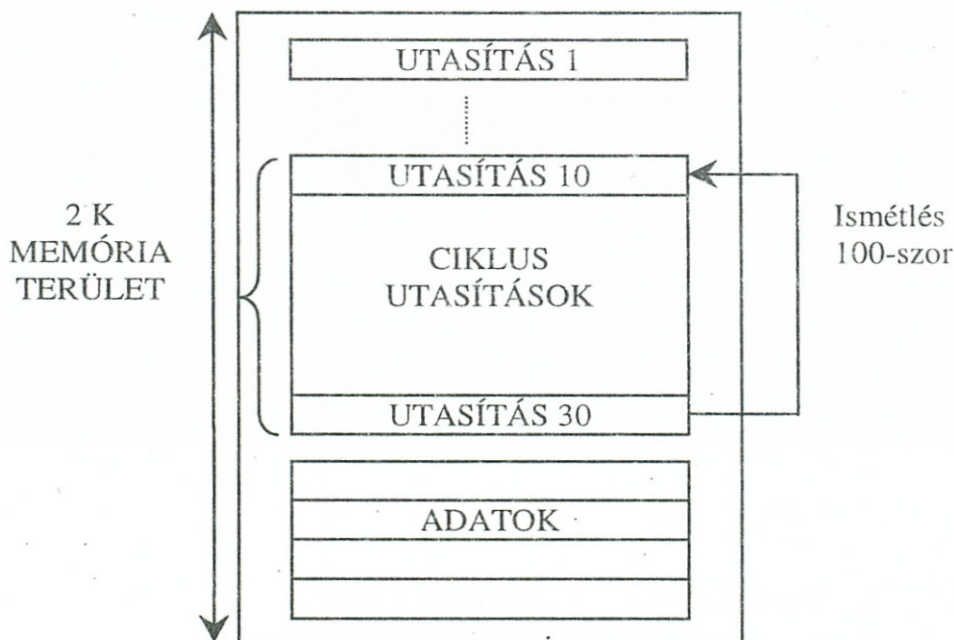 UTASÍTÁS 1
UTASÍTÁS 10
2 K
MEMÓRIA
TERÜLET
CIKLUS
UTASÍTÁSOK
Ismétlés
100-szor
UTASÍTÁS 30
ADATOK